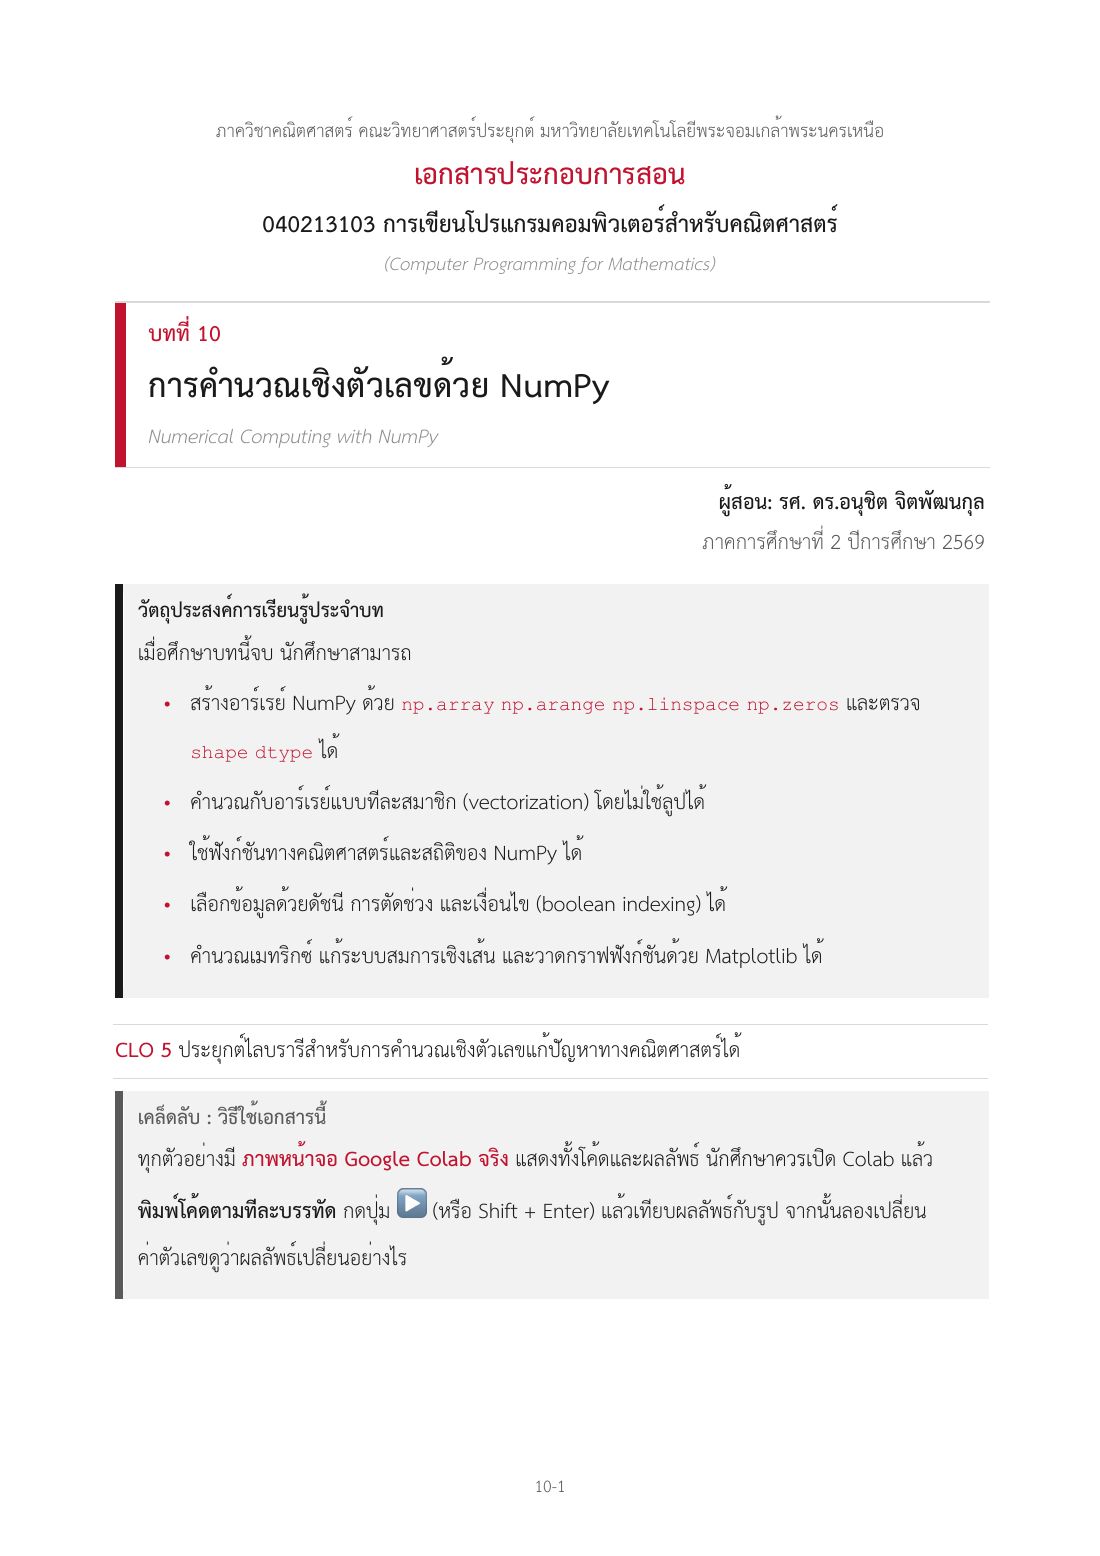 ภาควิชาคณิตศาสตร์ คณะวิทยาศาสตร์ประยุกต์ มหาวิทยาลัยเทคโนโลยีพระจอมเกล้าพระนครเหนือ
เอกสารประกอบการสอน
040213103 การเขียนโปรแกรมคอมพิวเตอร์สำหรับคณิตศาสตร์
(Computer Programming for Mathematics)
บทที่ 10
การคำนวณเชิงตัวเลขด้วย NumPy
Numerical Computing with NumPy
ผู้สอน: รศ. ดร.อนุชิต จิตพัฒนกุล
ภาคการศึกษาที่ 2 ปีการศึกษา 2569
วัตถุประสงค์การเรียนรู้ประจำบท
เมื่อศึกษาบทนี้จบ นักศึกษาสามารถ
• สร้างอาร์เรย์ NumPy ด้วย np.array np.arange np.linspace np.zeros และตรวจ
shape dtype ได้
• คำนวณกับอาร์เรย์แบบทีละสมาชิก (vectorization) โดยไม่ใช้ลูปได้
• ใช้ฟังก์ชันทางคณิตศาสตร์และสถิติของ NumPy ได้
• เลือกข้อมูลด้วยดัชนี การตัดช่วง และเงื่อนไข (boolean indexing) ได้
• คำนวณเมทริกซ์ แก้ระบบสมการเชิงเส้น และวาดกราฟฟังก์ชันด้วย Matplotlib ได้
CLO 5 ประยุกต์ไลบรารีสำหรับการคำนวณเชิงตัวเลขแก้ปัญหาทางคณิตศาสตร์ได้
เคล็ดลับ : วิธีใช้เอกสารนี้
ทุกตัวอย่างมี ภาพหน้าจอ Google Colab จริง แสดงทั้งโค้ดและผลลัพธ์ นักศึกษาควรเปิด Colab แล้ว
พิมพ์โค้ดตามทีละบรรทัด กดปุ่ม ▶ (หรือ Shift + Enter) แล้วเทียบผลลัพธ์กับรูป จากนั้นลองเปลี่ยน
ค่าตัวเลขดูว่าผลลัพธ์เปลี่ยนอย่างไร
10-1